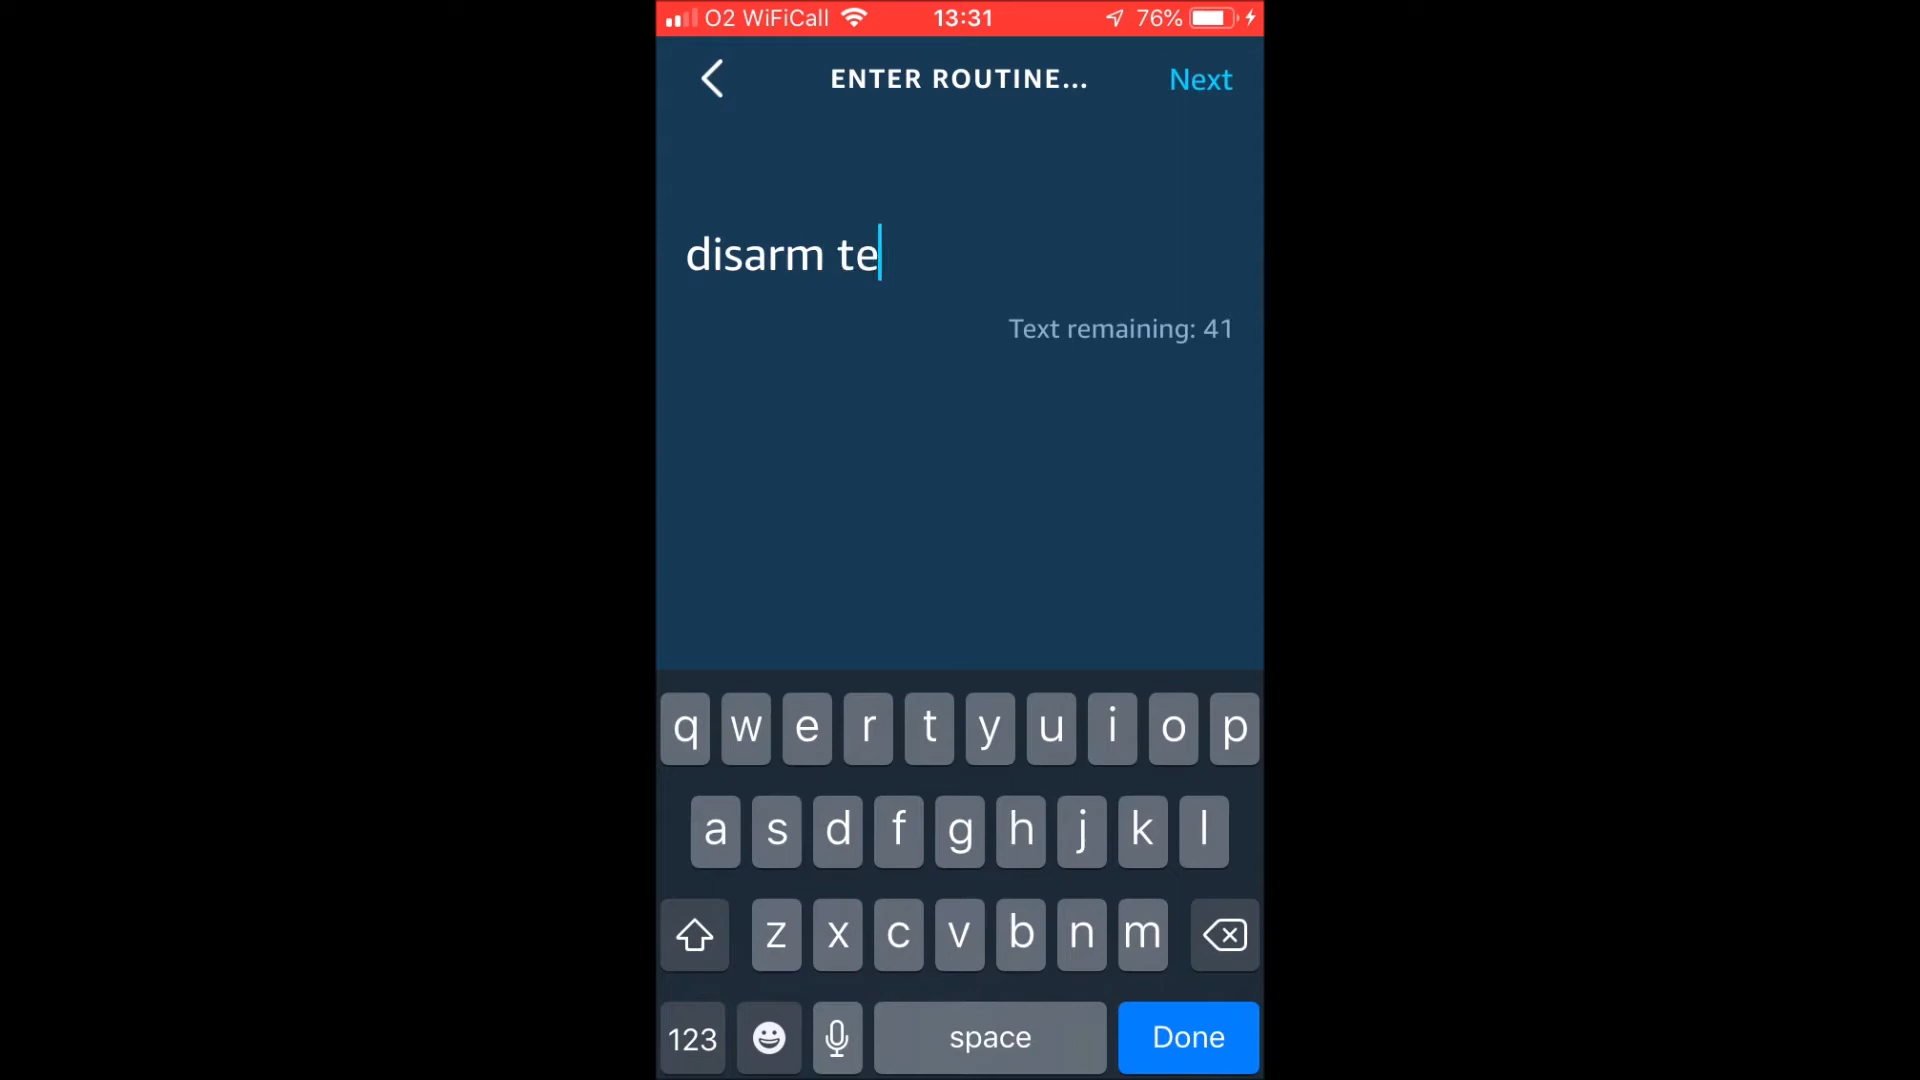 O2 WiFiCall 13:31 76%
ENTER ROUTINE... Next
disarm te
Text remaining: 41
q w e r t y u i o p
a s d f g h j k l
z x c v b n m
123 space Done